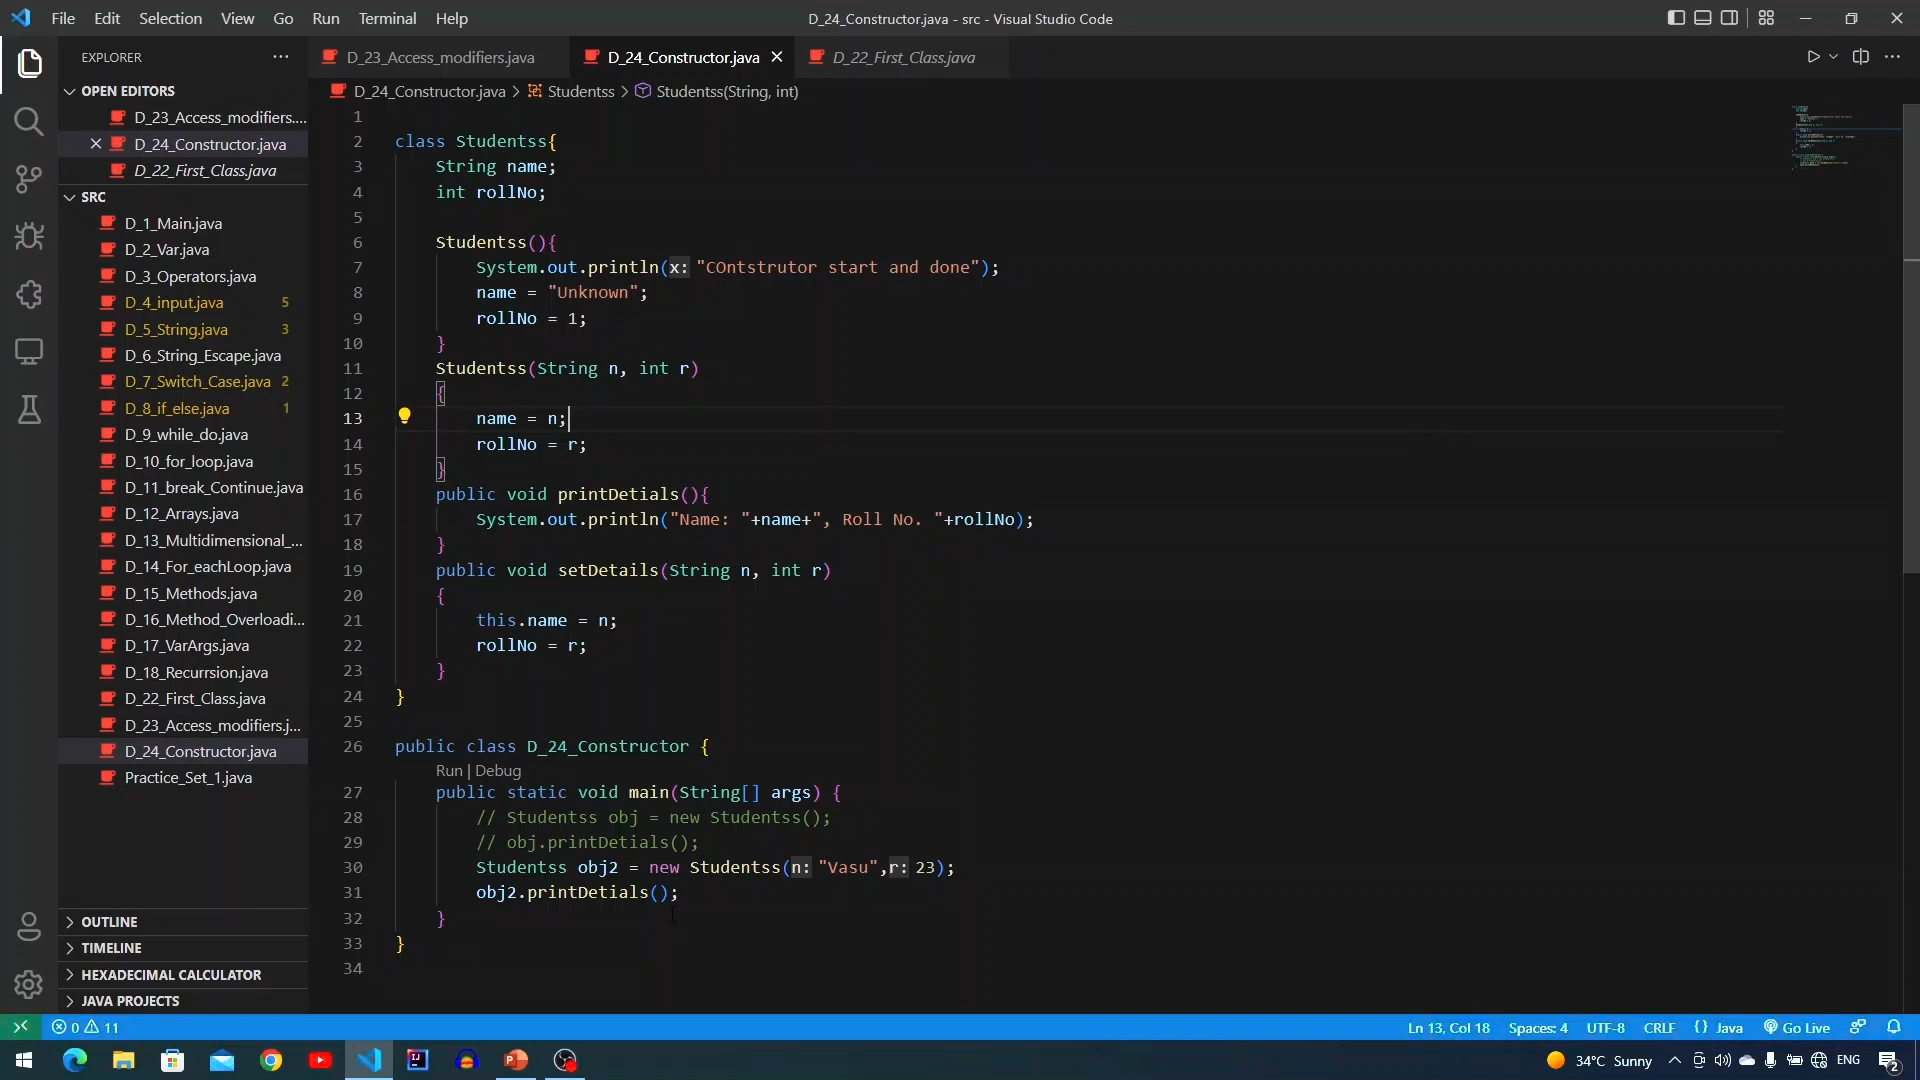 File Edit Selection View Go Run Terminal Help
D_24_Constructor.java - src - Visual Studio Code
EXPLORER
D_23_Access_modifiers.java
D_24_Constructor.java
D_22_First_Class.java
OPEN EDITORS
D_23_Access_modifiers....
D_24_Constructor.java
D_22_First_Class.java
SRC
D_1_Main.java
D_2_Var.java
D_3_Operators.java
D_4_input.java 5
D_5_String.java 3
D_6_String_Escape.java
D_7_Switch_Case.java 2
D_8_if_else.java 1
D_9_while_do.java
D_10_for_loop.java
D_11_break_Continue.java
D_12_Arrays.java
D_13_Multidimensional_...
D_14_For_eachLoop.java
D_15_Methods.java
D_16_Method_Overloadi...
D_17_VarArgs.java
D_18_Recurrsion.java
D_22_First_Class.java
D_23_Access_modifiers.j...
D_24_Constructor.java
Practice_Set_1.java
OUTLINE
TIMELINE
HEXADECIMAL CALCULATOR
JAVA PROJECTS
D_24_Constructor.java > Studentss > Studentss(String, int)
1
2 class Studentss{
3 String name;
4 int rollNo;
5
6 Studentss(){
7 System.out.println(x: "COntstrutor start and done");
8 name = "Unknown";
9 rollNo = 1;
10 }
11 Studentss(String n, int r)
12 {
13 name = n;
14 rollNo = r;
15 }
16 public void printDetials(){
17 System.out.println("Name: "+name+", Roll No. "+rollNo);
18 }
19 public void setDetails(String n, int r)
20 {
21 this.name = n;
22 rollNo = r;
23 }
24 }
25
26 public class D_24_Constructor {
Run | Debug
27 public static void main(String[] args) {
28 // Studentss obj = new Studentss();
29 // obj.printDetials();
30 Studentss obj2 = new Studentss(n: "Vasu",r: 23);
31 obj2.printDetials();
32 }
33 }
34
0 11
Ln 13, Col 18 Spaces: 4 UTF-8 CRLF {} Java Go Live
34°C Sunny ENG 2